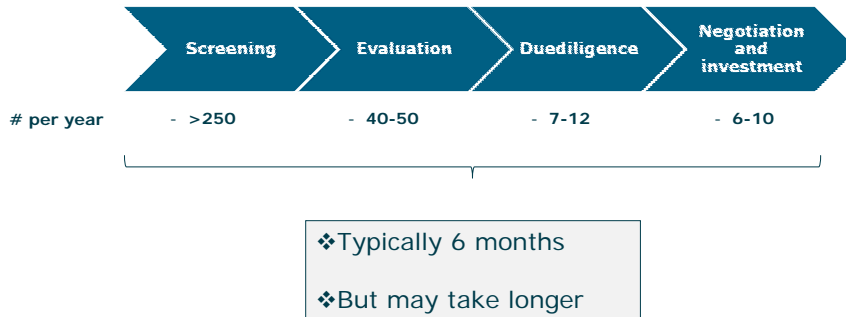 Screening
Evaluation
Duediligence
Negotiation
and
investment
# per year
- >250
- 40-50
- 7-12
- 6-10
❖Typically 6 months
❖But may take longer